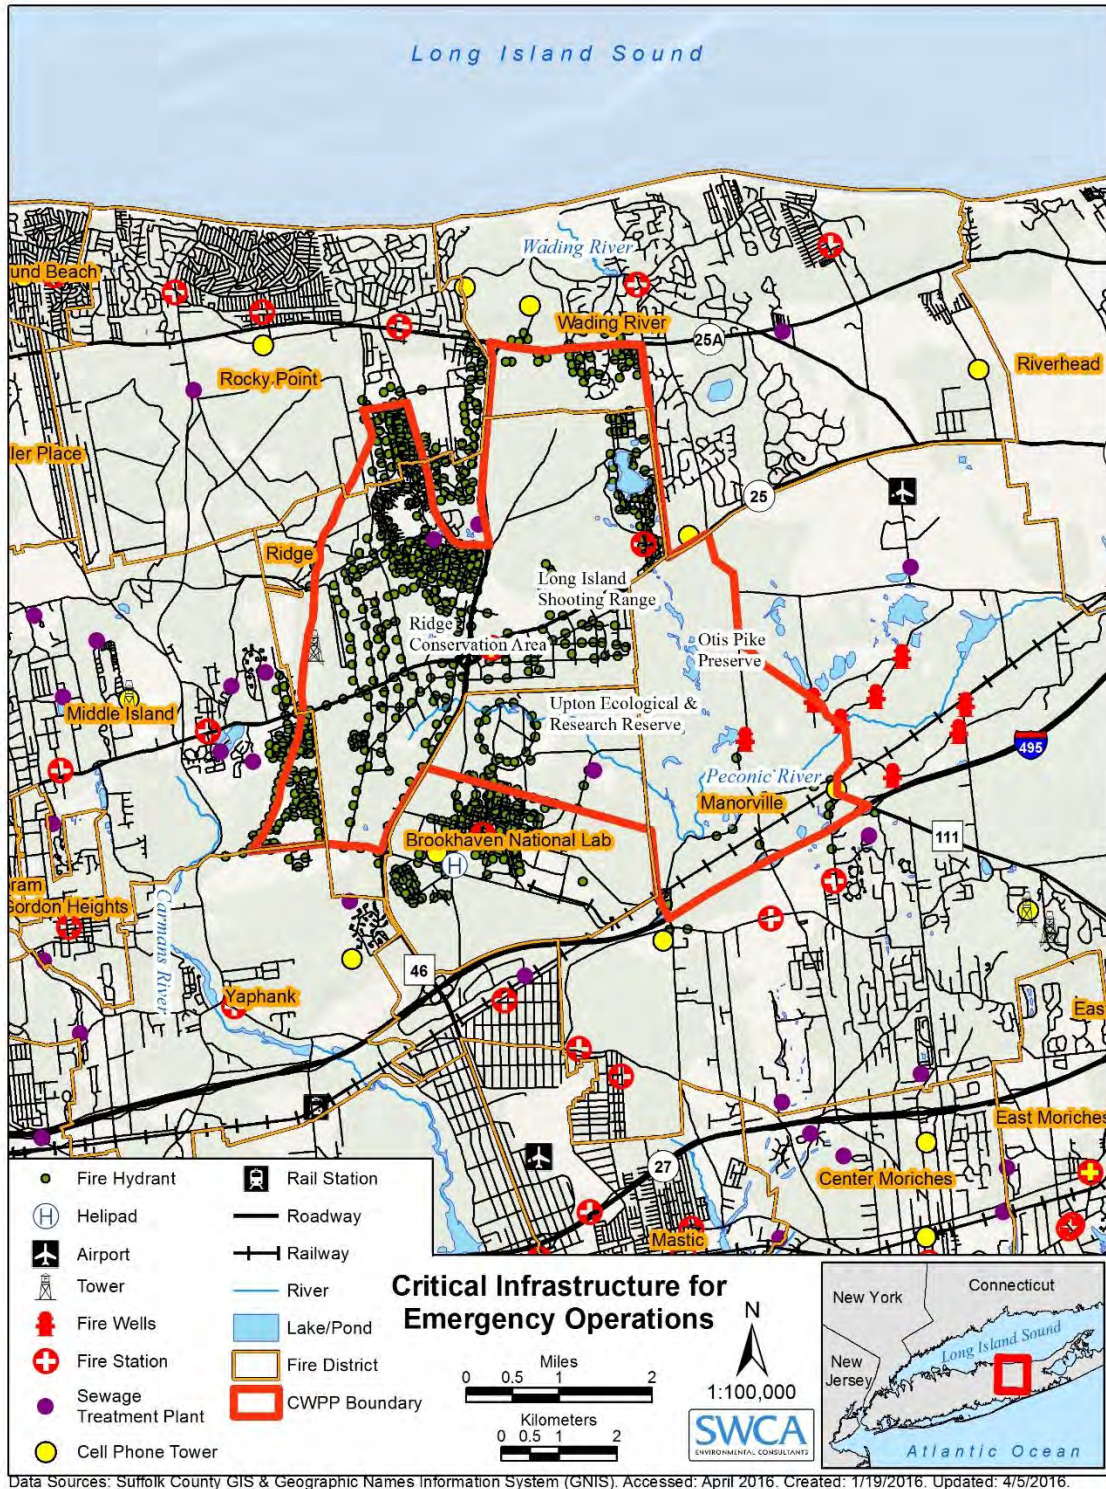 Long Island Sound
Wading River
und Beach
Wading River
25A
Rocky Point
Riverhead
ler Place
25
Ridge
Long Island
Shooting Range
Ridge
Conservation Area
Otis Pike
Preserve
Upton Ecological &
Research Reserve
Middle Island
495
Peconic River
Manorville
Brookhaven National Lab
111
H
ram
Gordon Heights
Carmans River
46
Yaphank
Eas
East Moriches
27
Center Moriches
Mastic
Fire Hydrant
H
Helipad
Airport
Tower
Fire Wells
Fire Station
Sewage
Treatment Plant
Cell Phone Tower
Rail Station
Roadway
Railway
River
Lake/Pond
Fire District
CWPP Boundary
Critical Infrastructure for
Emergency Operations
Miles
0 0.5 1 2
Kilometers
0 0.5 1 2
N
1:100,000
SWCA
ENVIRONMENTAL CONSULTANTS
New York
Connecticut
Long Island Sound
New
Jersey
Atlantic Ocean
Data Sources: Suffolk County GIS & Geographic Names Information System (GNIS). Accessed: April 2016. Created: 1/19/2016. Updated: 4/5/2016.